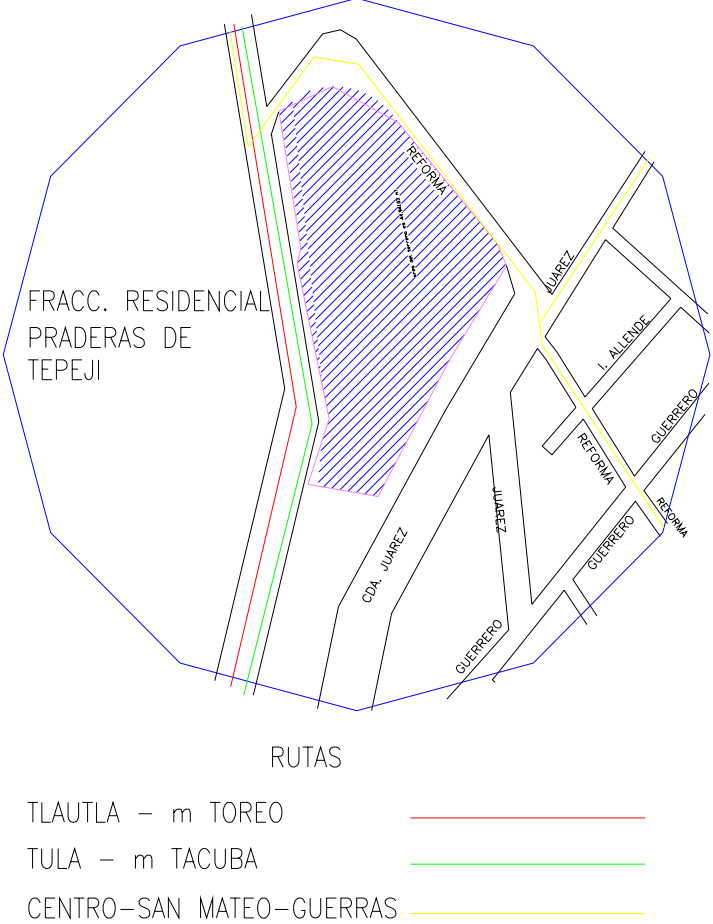 REFORMA
JUAREZ
FRACC. RESIDENCIAL
PRADERAS DE
TEPEJI
I. ALLENDE
GUERRERO
REFORMA
JUAREZ
REFORMA
GUERRERO
CDA. JUAREZ
GUERRERO
RUTAS
TLAUTLA - m TOREO
TULA - m TACUBA
CENTRO-SAN MATEO-GUERRAS